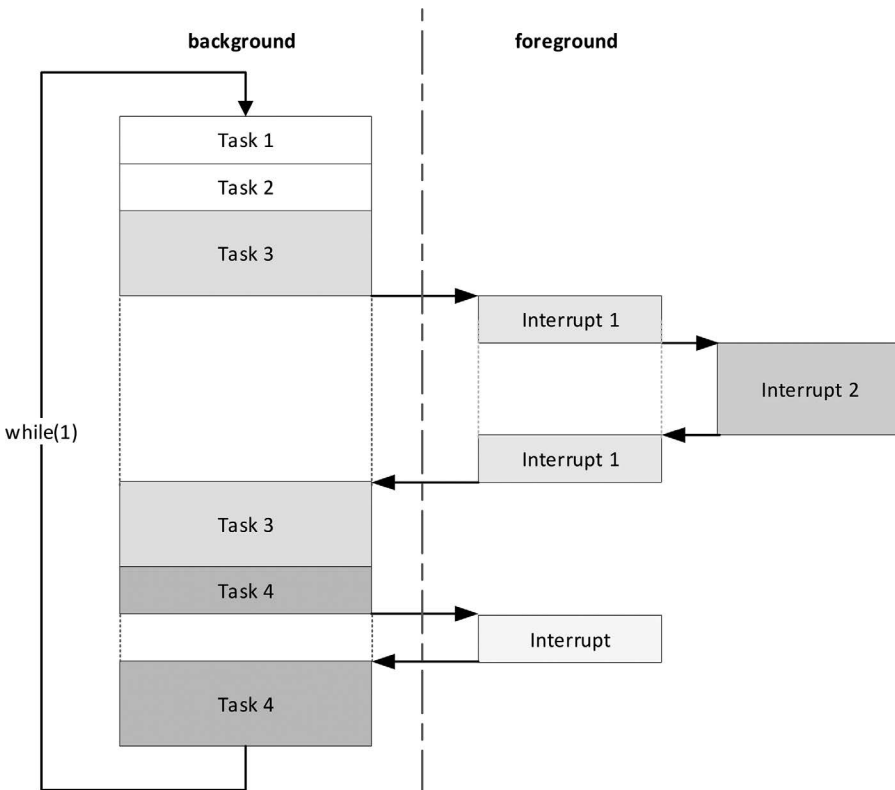 background
foreground
Task 1
Task 2
Task 3
Interrupt 1
Interrupt 2
while(1)
Interrupt 1
Task 3
Task 4
Interrupt
Task 4